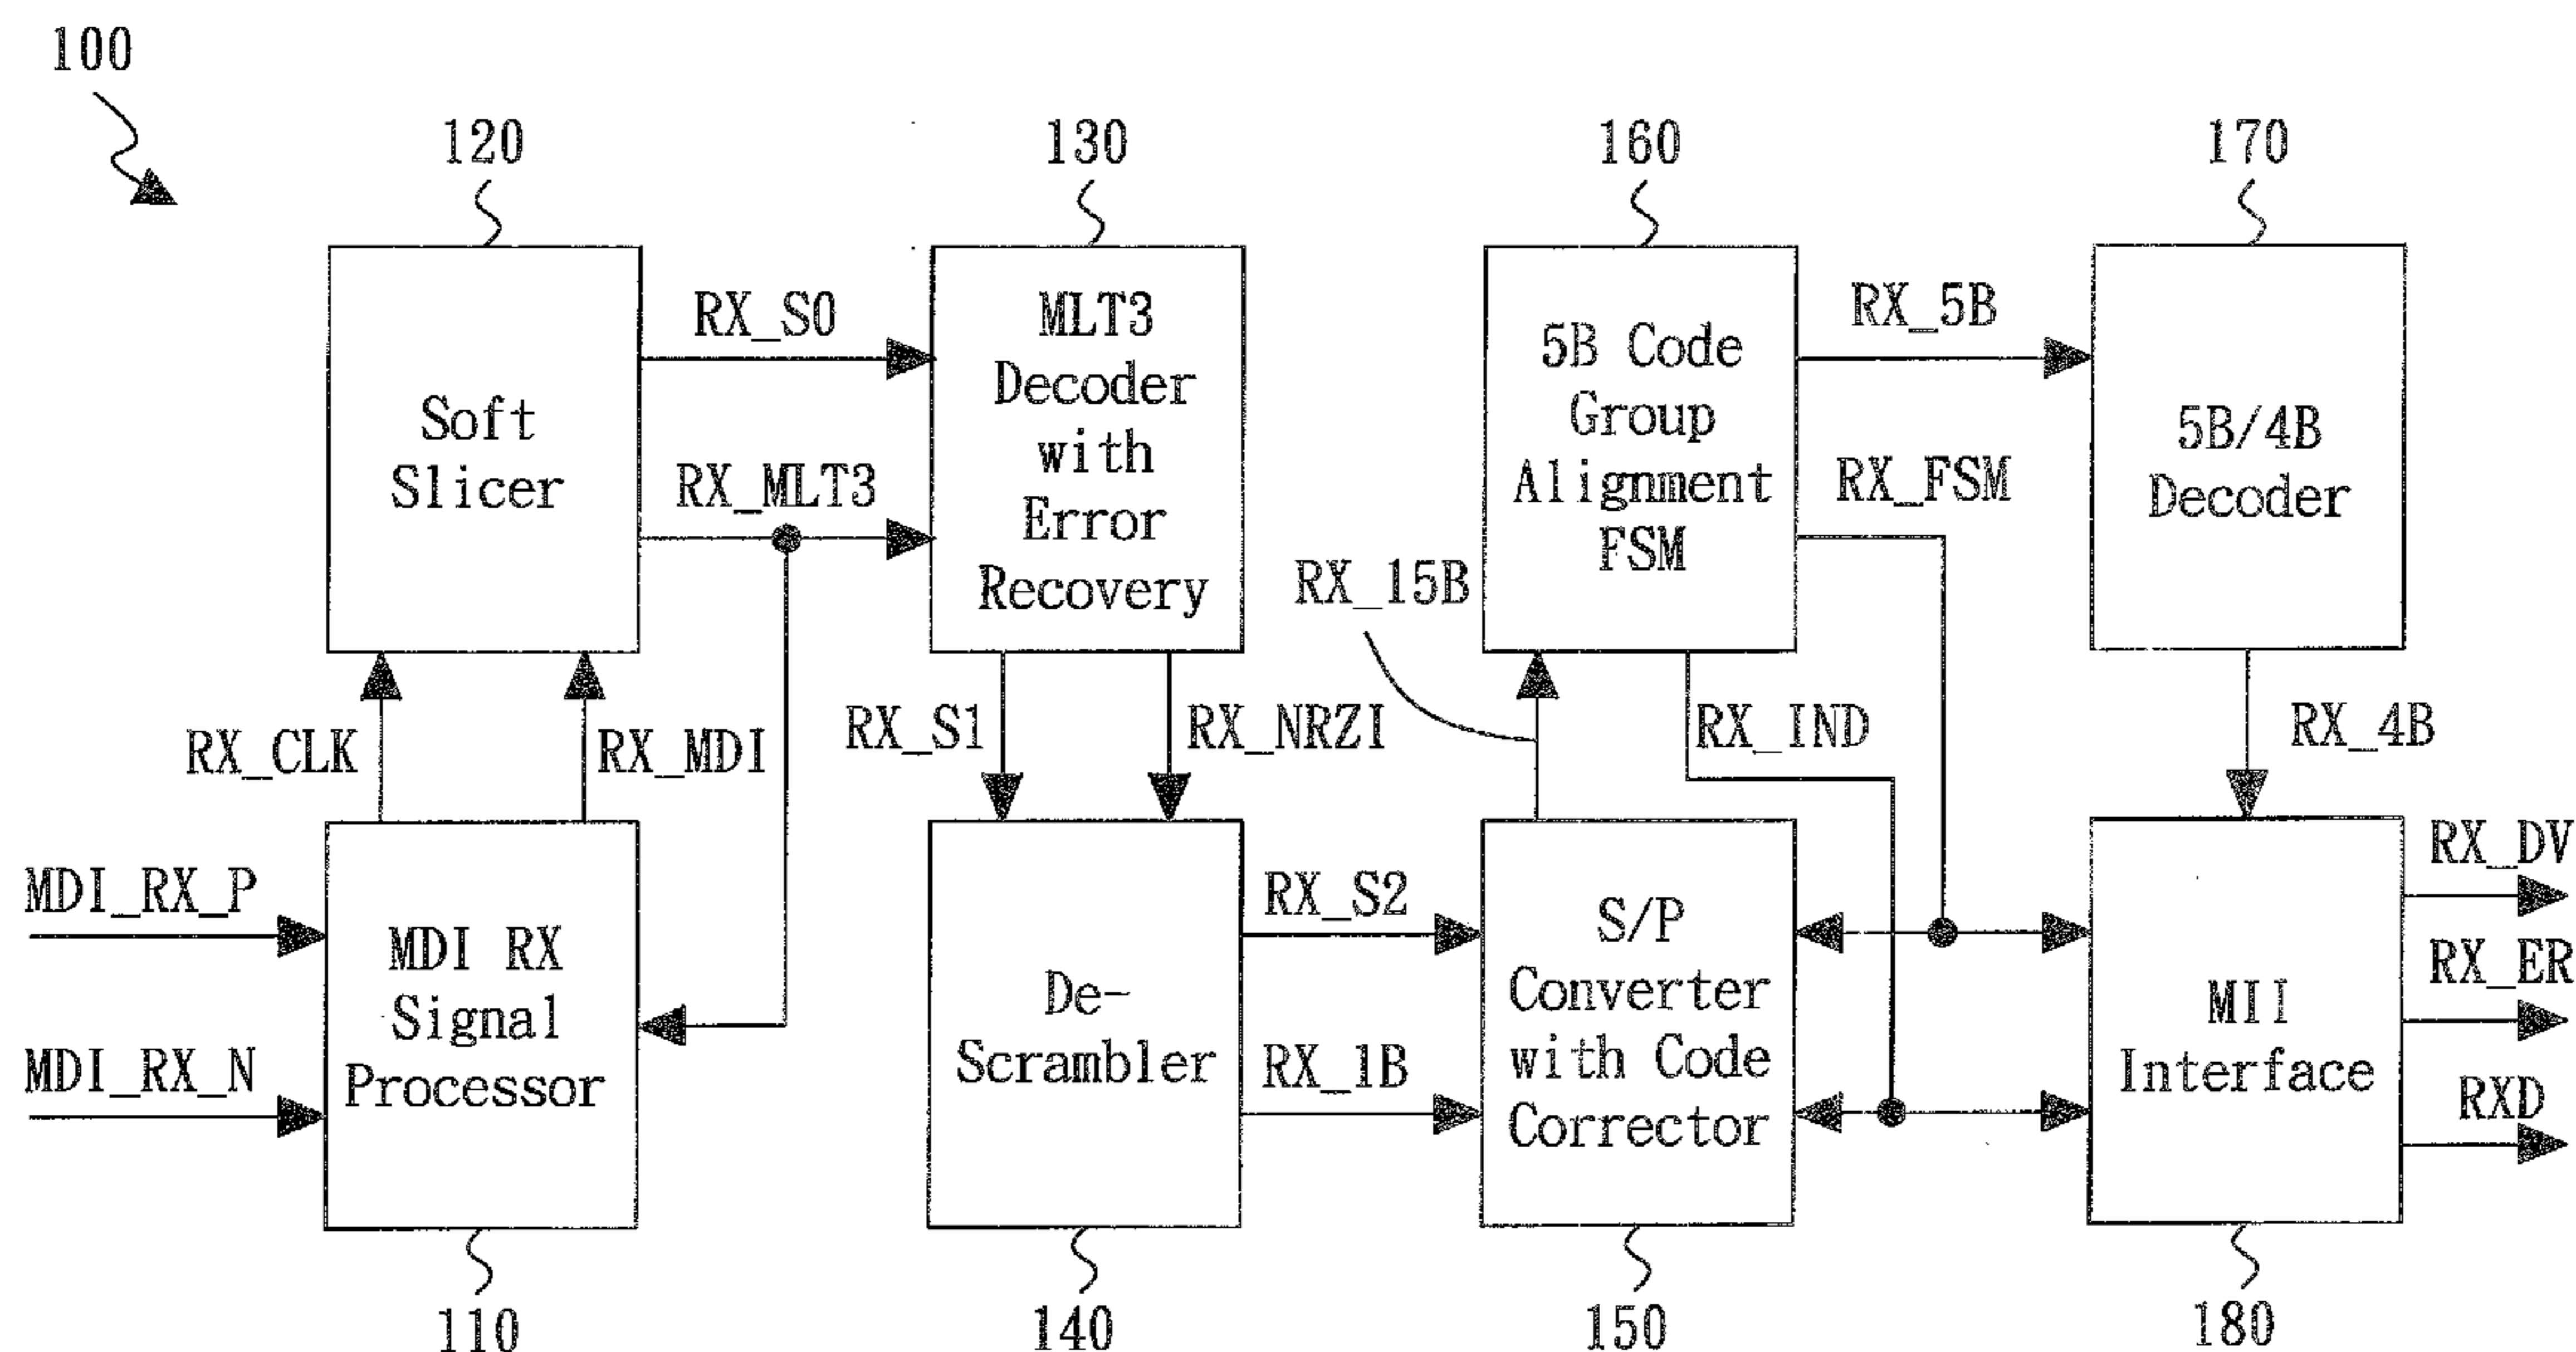 100
120
130
160
170
Soft
Slicer
RX_S0
RX_MLT3
MLT3
Decoder
with
Error
Recovery
RX_15B
5B Code
Group
Alignment
FSM
RX_5B
RX_FSM
5B/4B
Decoder
RX_CLK
RX_MDI
RX_S1
RX_NRZI
RX_IND
RX_4B
MDI_RX_P
MDI_RX_N
MDI RX
Signal
Processor
De-
Scrambler
RX_S2
RX_1B
S/P
Converter
with Code
Corrector
MII
Interface
RX_DV
RX_ER
RXD
110
140
150
180